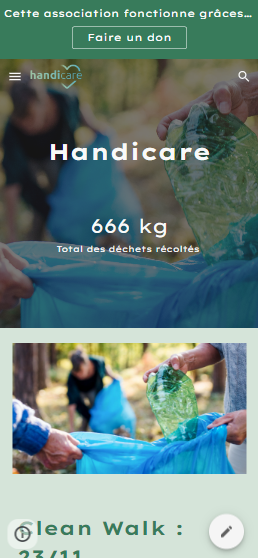 Cette association fonctionne grâces...
Faire un don
handicare
Handicare
666 kg
Total des déchets récoltés
Clean Walk :
23/11